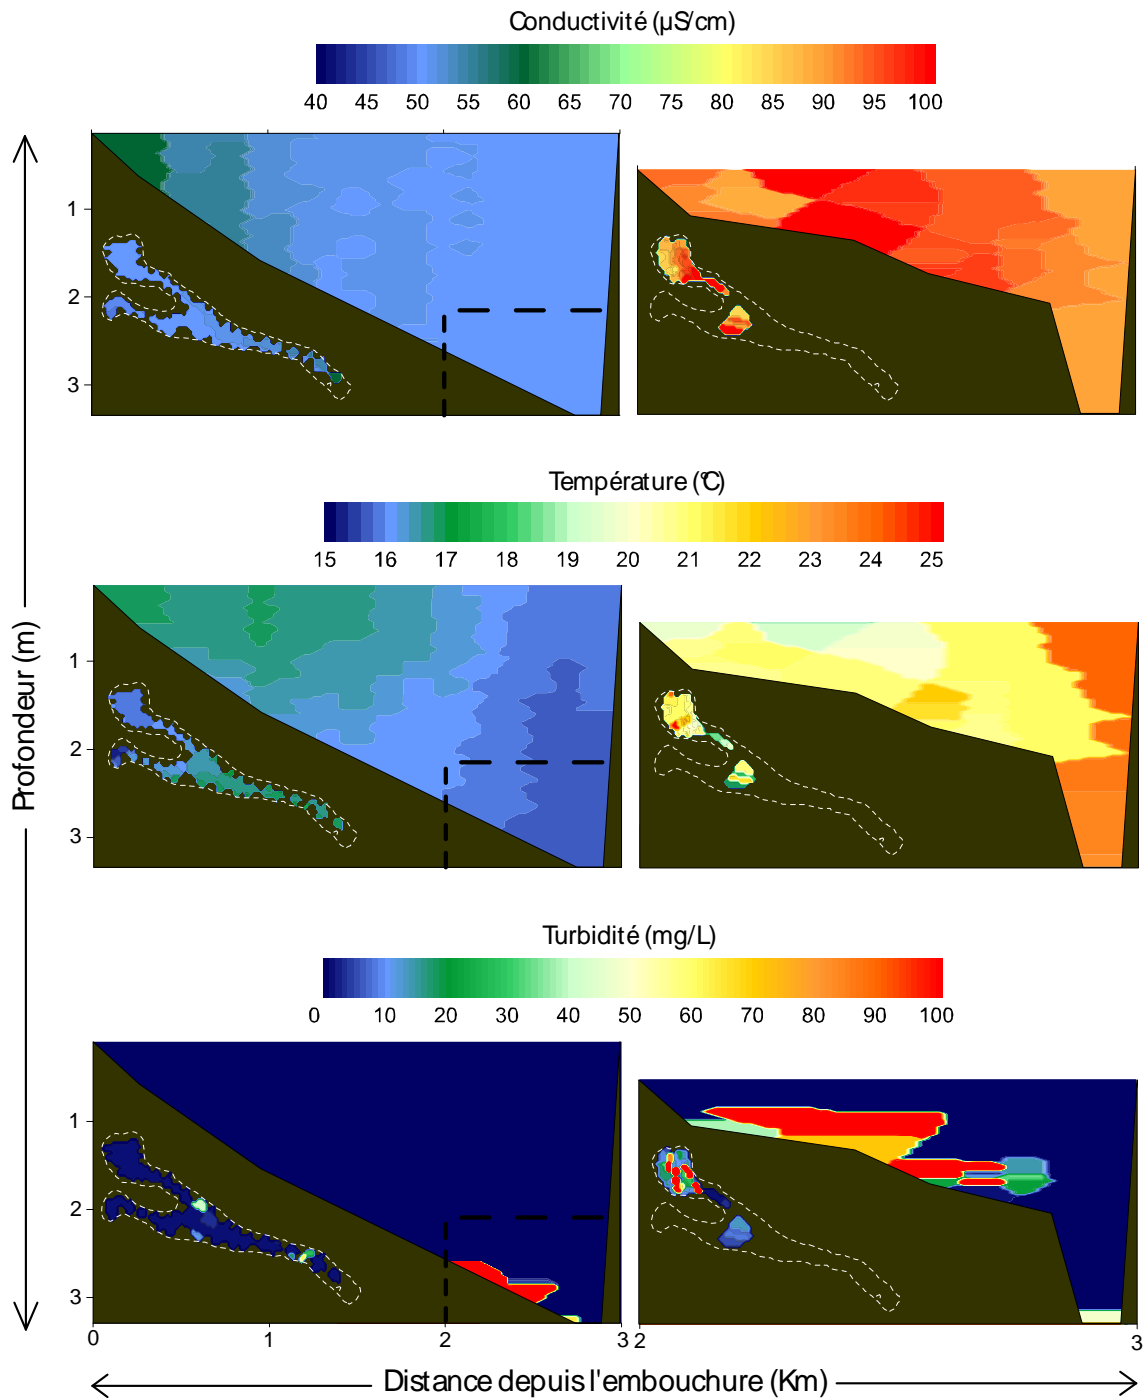 Conductivité (µS/cm)
40 45 50 55 60 65 70 75 80 85 90 95 100
1
2
3
Température (°C)
15 16 17 18 19 20 21 22 23 24 25
1
2
3
Profondeur (m)
Turbidité (mg/L)
0 10 20 30 40 50 60 70 80 90 100
1
2
3
0 1 2 3 2 3
Distance depuis l'embouchure (Km)